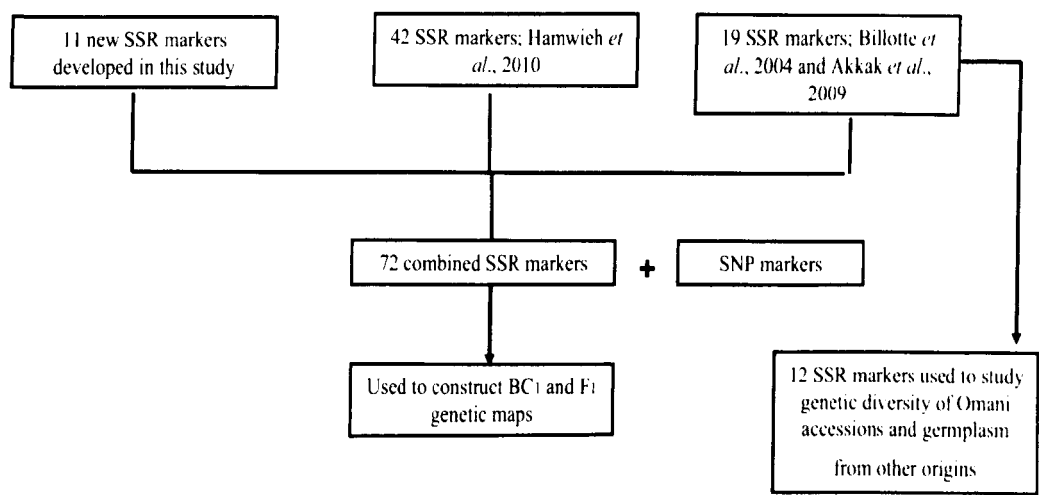 11 new SSR markers
developed in this study
42 SSR markers; Hamwieh et
al., 2010
19 SSR markers; Billotte et
al., 2004 and Akkak et al.,
2009
72 combined SSR markers
+
SNP markers
Used to construct BC1 and F1
genetic maps
12 SSR markers used to study
genetic diversity of Omani
accessions and germplasm
from other origins